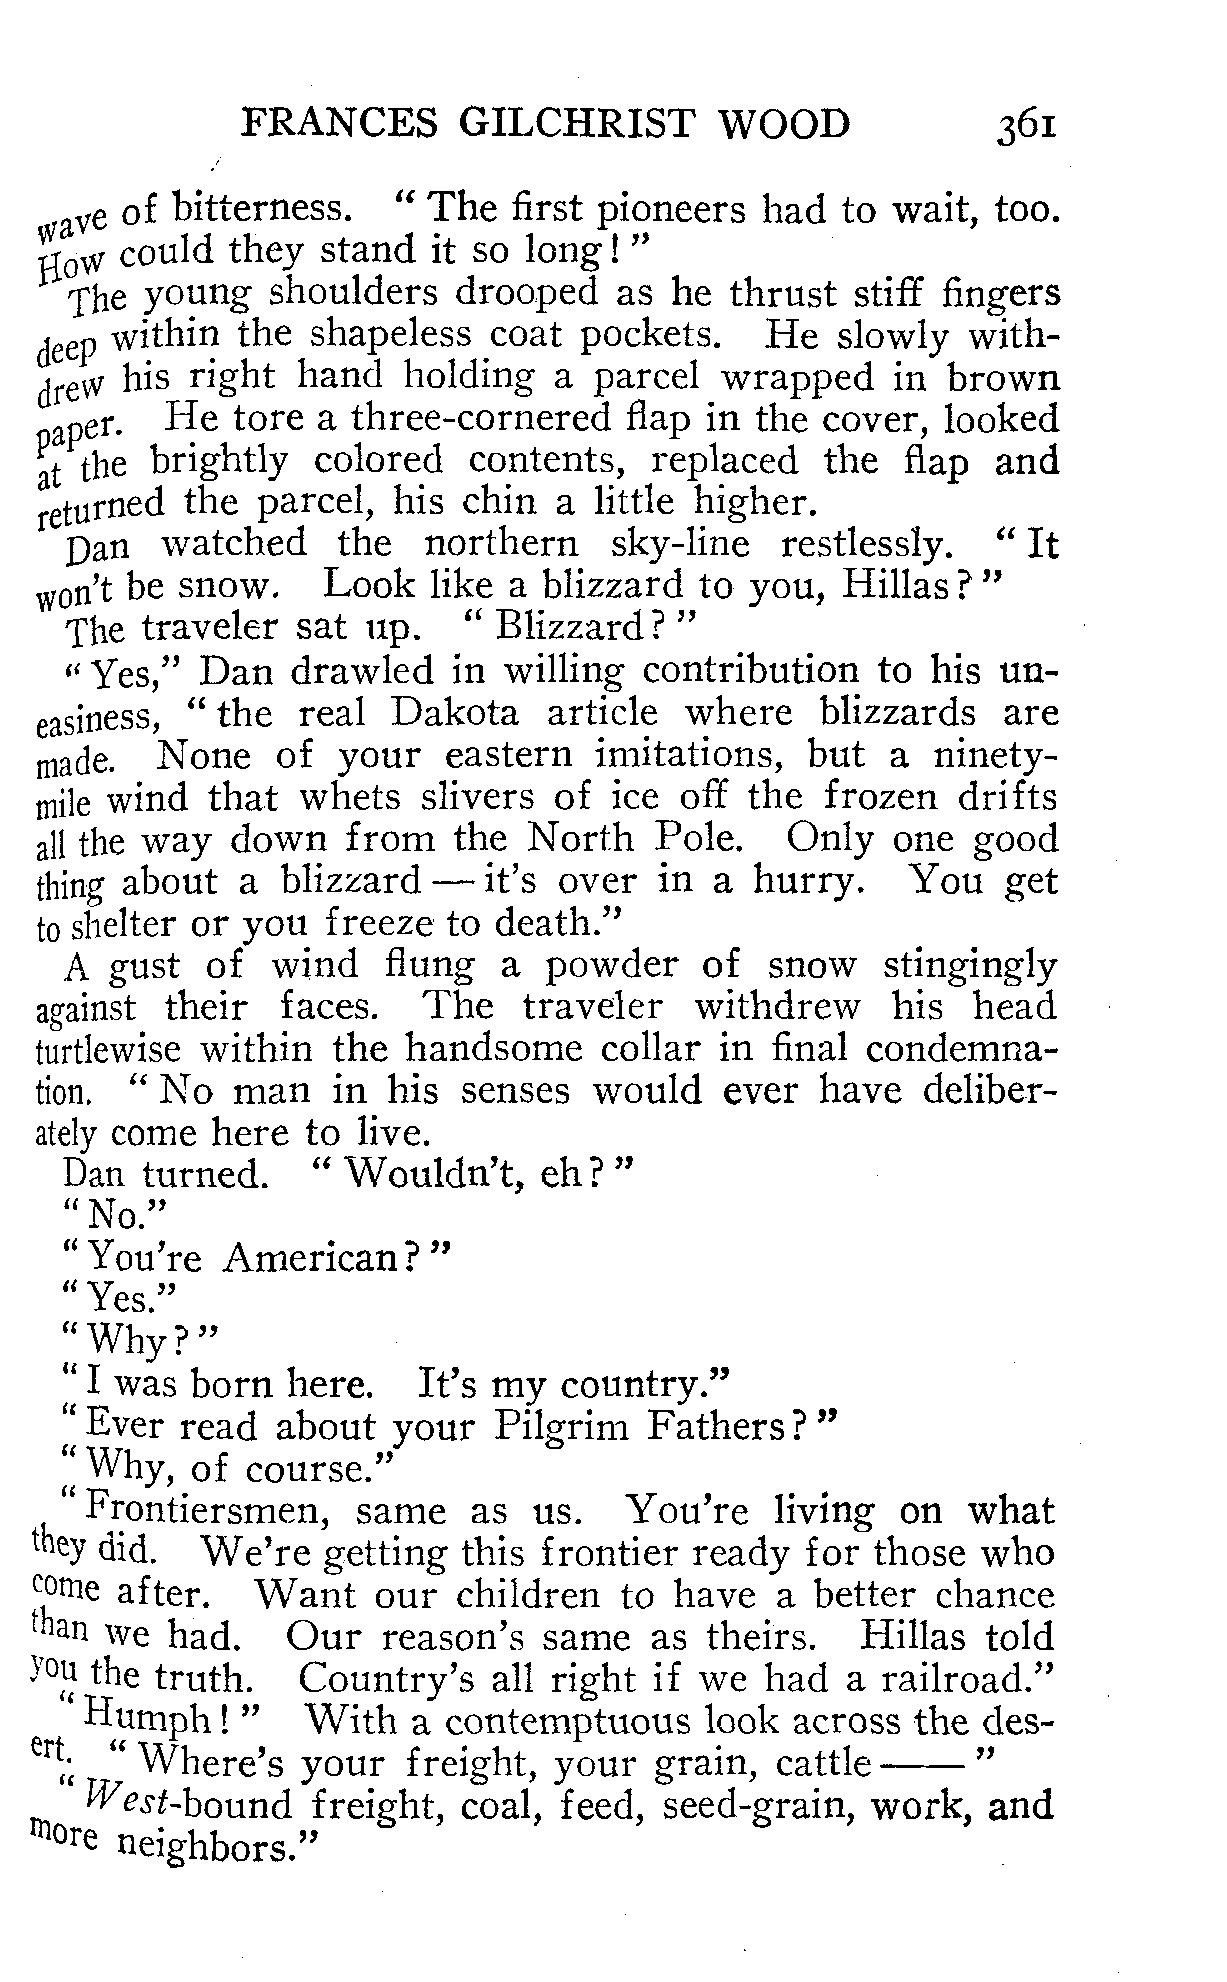 FRANCES GILCHRIST WOOD 361
wave of bitterness. “ The first pioneers had to wait, too.
How could they stand it so long! ”
The young shoulders drooped as he thrust stiff fingers
deep within the shapeless coat pockets. He slowly with-
drew his right hand holding a parcel wrapped in brown
paper. He tore a three-cornered flap in the cover, looked
at the brightly colored contents, replaced the flap and
returned the parcel, his chin a little higher.
Dan watched the northern sky-line restlessly. “ It
won't be snow. Look like a blizzard to you, Hillas? ”
The traveler sat up. “ Blizzard? ”
“ Yes,” Dan drawled in willing contribution to his un-
easiness, “ the real Dakota article where blizzards are
made. None of your eastern imitations, but a ninety-
mile wind that whets slivers of ice off the frozen drifts
all the way down from the North Pole. Only one good
thing about a blizzard — it's over in a hurry. You get
to shelter or you freeze to death.”
A gust of wind flung a powder of snow stingingly
against their faces. The traveler withdrew his head
turtlewise within the handsome collar in final condemna-
tion. “ No man in his senses would ever have deliber-
ately come here to live.
Dan turned. “ Wouldn't, eh? ”
“ No.”
“ You're American? ”
“ Yes.”
“ Why? ”
“ I was born here. It's my country.”
“ Ever read about your Pilgrim Fathers? ”
“ Why, of course.”
“ Frontiersmen, same as us. You're living on what
they did. We're getting this frontier ready for those who
come after. Want our children to have a better chance
than we had. Our reason's same as theirs. Hillas told
you the truth. Country's all right if we had a railroad.”
“ Humph! ” With a contemptuous look across the des-
ert. “ Where's your freight, your grain, cattle —— ”
“ West-bound freight, coal, feed, seed-grain, work, and
more neighbors.”